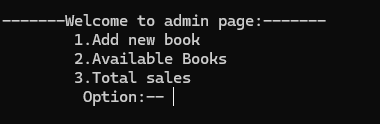 -------Welcome to admin page:-------
1.Add new book
2.Available Books
3.Total sales
Option:--